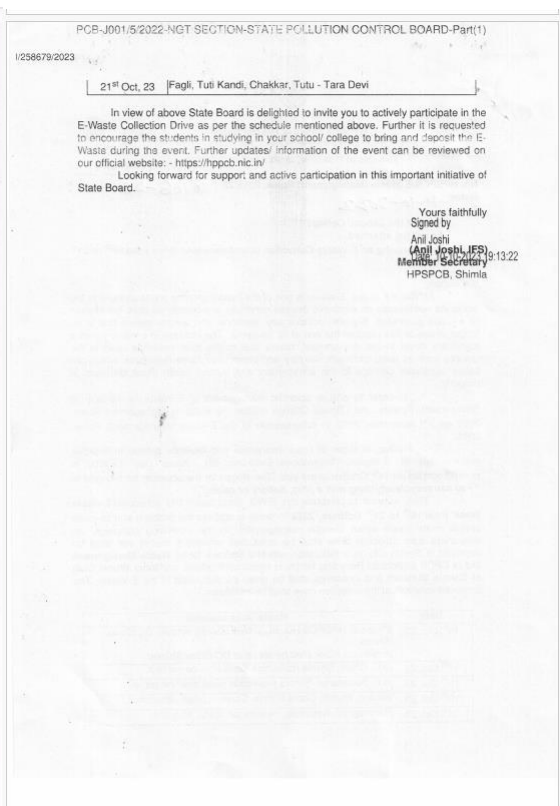 PCB-J001/5/2022-NGT SECTION-STATE POLLUTION CONTROL BOARD-Part(1)
I/258679/2023
21st Oct, 23 Fagli, Tuti Kandi, Chakkar, Tutu - Tara Devi
In view of above State Board is delighted to invite you to actively participate in the
E-Waste Collection Drive as per the schedule mentioned above. Further it is requested
to encourage the students in studying in your school/ college to bring and deposit the E-
Waste during the event. Further updates/ information of the event can be reviewed on
our official website: - https://hppcb.nic.in/
Looking forward for support and active participation in this important initiative of
State Board.
Yours faithfully
Signed by
Anil Joshi
(Anil Joshi, IFS)
Date: 10-10-2023 19:13:22
Member Secretary
HPSPCB, Shimla